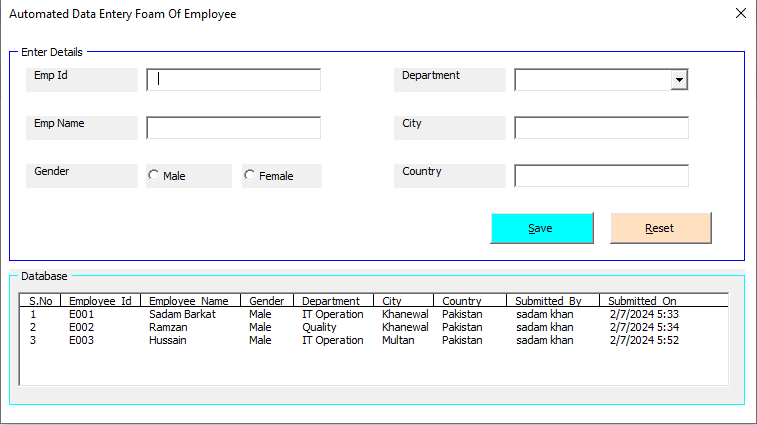 Automated Data Entery Foam Of Employee
Enter Details
Emp Id Department
Emp Name City
Gender Male Female Country
Save Reset
Database
S.No Employee_Id Employee_Name Gender Department City Country Submitted_By Submitted_On
1 E001 Sadam Barkat Male IT Operation Khanewal Pakistan sadam khan 2/7/2024 5:33
2 E002 Ramzan Male Quality Khanewal Pakistan sadam khan 2/7/2024 5:34
3 E003 Hussain Male IT Operation Multan Pakistan sadam khan 2/7/2024 5:52